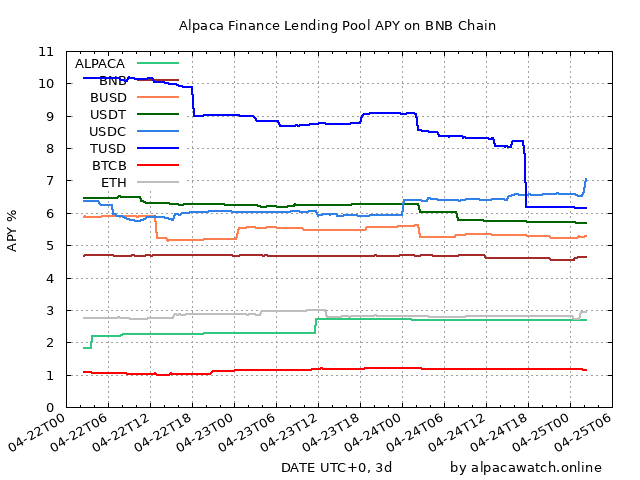 Alpaca Finance Lending Pool APY on BNB Chain
11
10
9
8
7
6
5
4
3
2
1
0
APY %
ALPACA
BNB
BUSD
USDT
USDC
TUSD
BTCB
ETH
04-22T00
04-22T06
04-22T12
04-22T18
04-23T00
04-23T06
04-23T12
04-23T18
04-24T00
04-24T06
04-24T12
04-24T18
04-25T00
04-25T06
DATE UTC+0, 3d by alpacawatch.online